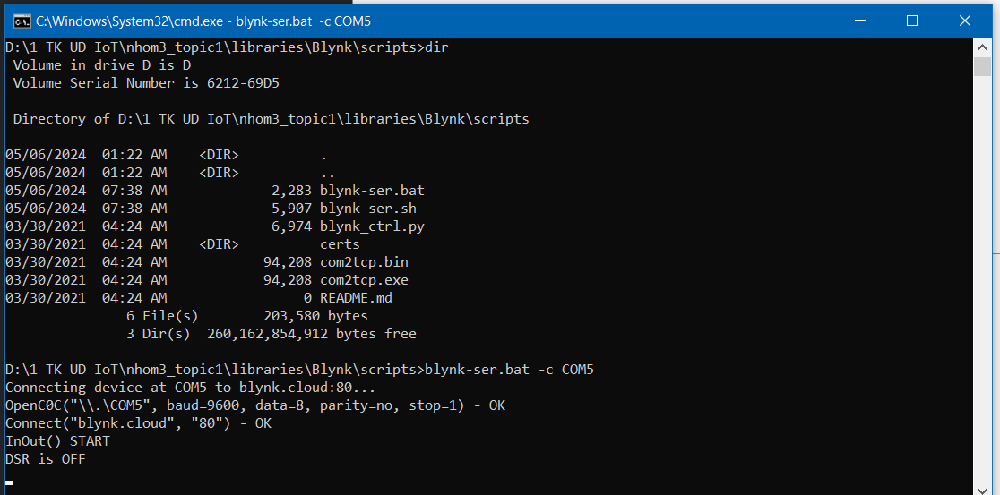 C:\Windows\System32\cmd.exe - blynk-ser.bat -c COM5
D:\1 TK UD IoT\nhom3_topic1\libraries\Blynk\scripts>dir
 Volume in drive D is D
 Volume Serial Number is 6212-69D5

 Directory of D:\1 TK UD IoT\nhom3_topic1\libraries\Blynk\scripts

05/06/2024  01:22 AM    <DIR>          .
05/06/2024  01:22 AM    <DIR>          ..
05/06/2024  07:38 AM             2,283 blynk-ser.bat
05/06/2024  07:38 AM             5,907 blynk-ser.sh
03/30/2021  04:24 AM             6,974 blynk_ctrl.py
03/30/2021  04:24 AM    <DIR>          certs
03/30/2021  04:24 AM            94,208 com2tcp.bin
03/30/2021  04:24 AM            94,208 com2tcp.exe
03/30/2021  04:24 AM                 0 README.md
               6 File(s)        203,580 bytes
               3 Dir(s)  260,162,854,912 bytes free

D:\1 TK UD IoT\nhom3_topic1\libraries\Blynk\scripts>blynk-ser.bat -c COM5
Connecting device at COM5 to blynk.cloud:80...
OpenC0C("\\.\COM5", baud=9600, data=8, parity=no, stop=1) - OK
Connect("blynk.cloud", "80") - OK
InOut() START
DSR is OFF